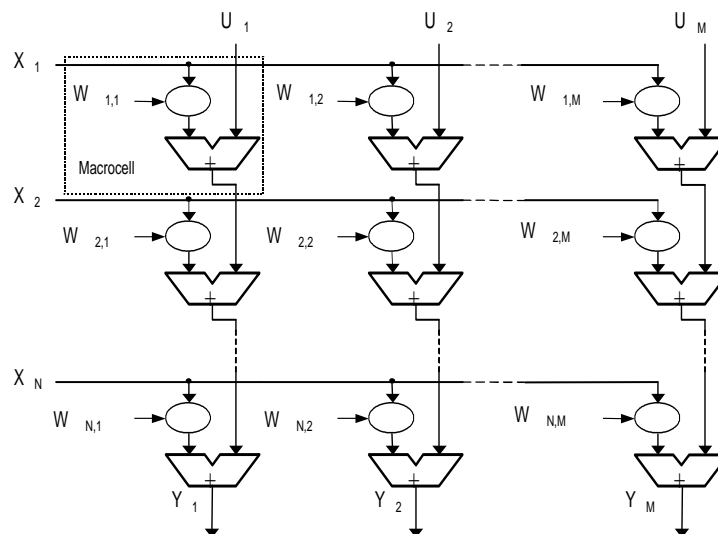 U 1 U 2 U M
X 1
W 1,1 W 1,2 W 1,M
+ + +
Macrocell
X 2
W 2,1 W 2,2 W 2,M
+ + +
X N
W N,1 W N,2 W N,M
+ + +
Y 1 Y 2 Y M